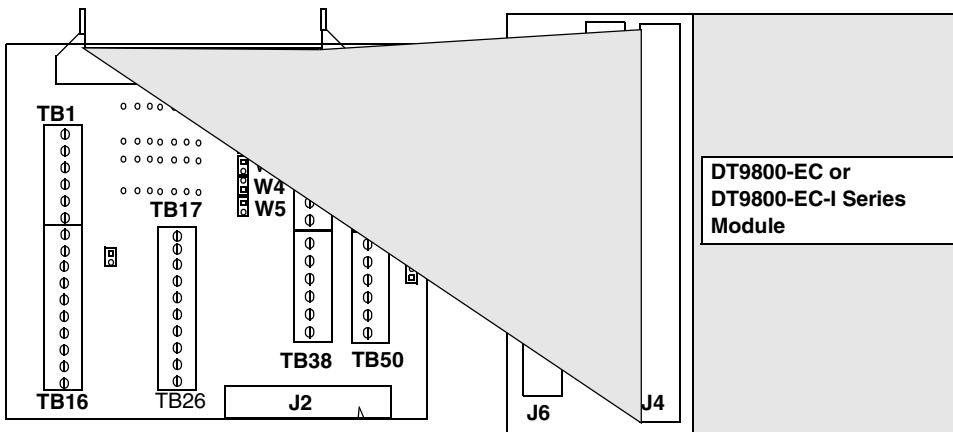 TB1
W4
TB17
W5
DT9800-EC or
DT9800-EC-I Series
Module
TB38
TB50
TB16
TB26
J2
J6
J4